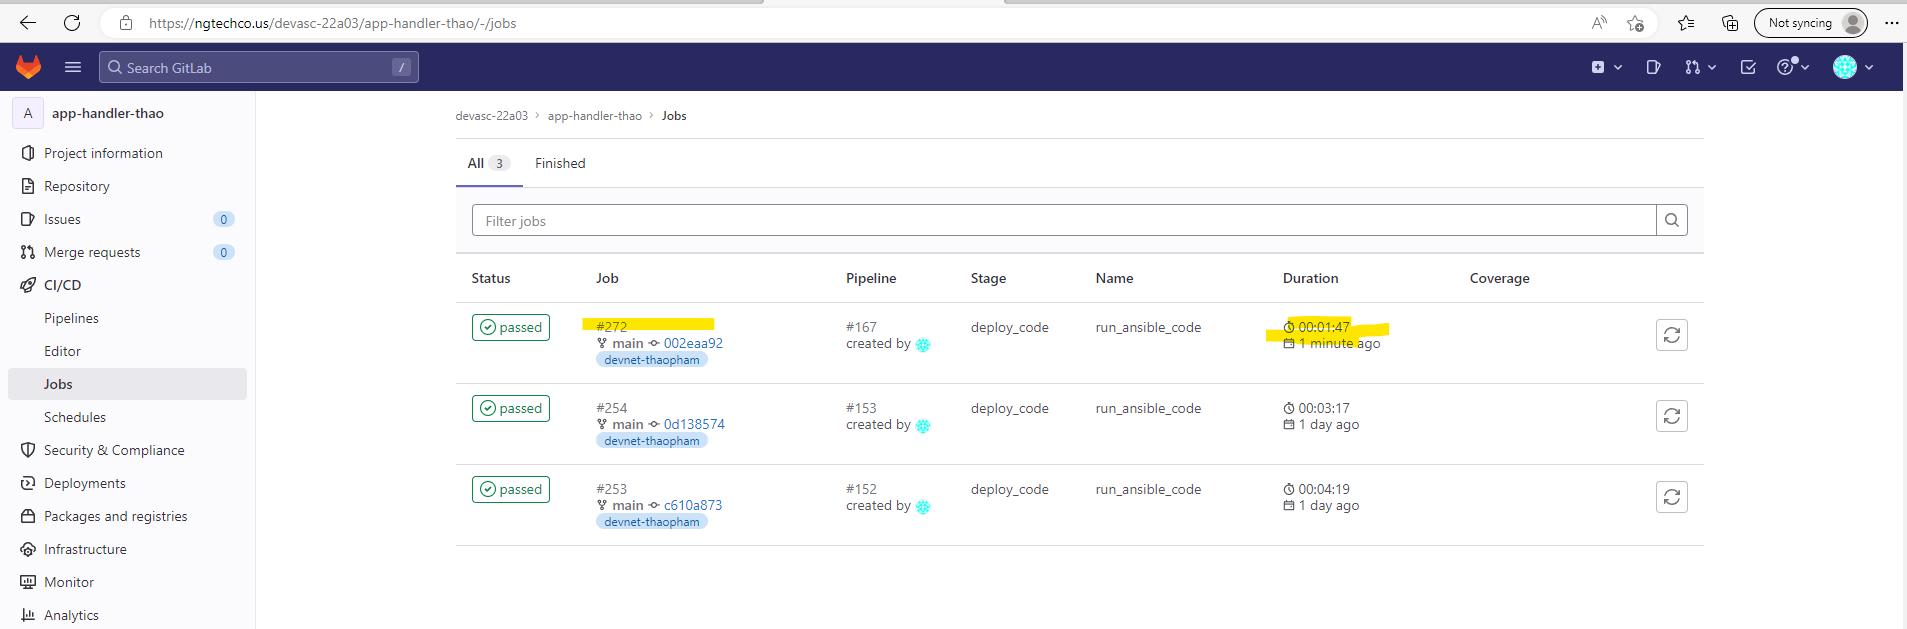 https://ngtechco.us/devasc-22a03/app-handler-thao/-/jobs
A
Not syncing
Search GitLab
/
A
app-handler-thao
Project information
Repository
Issues
0
Merge requests
0
CI/CD
Pipelines
Editor
Jobs
Schedules
Security & Compliance
Deployments
Packages and registries
Infrastructure
Monitor
Analytics
devasc-22a03 › app-handler-thao › Jobs
All 3 Finished
Filter jobs
Status Job Pipeline Stage Name Duration Coverage
passed #272 #167 deploy_code run_ansible_code 00:01:47
main 002eaa92 created by 1 minute ago
devnet-thaopham
passed #254 #153 deploy_code run_ansible_code 00:03:17
main 0d138574 created by 1 day ago
devnet-thaopham
passed #253 #152 deploy_code run_ansible_code 00:04:19
main c610a873 created by 1 day ago
devnet-thaopham